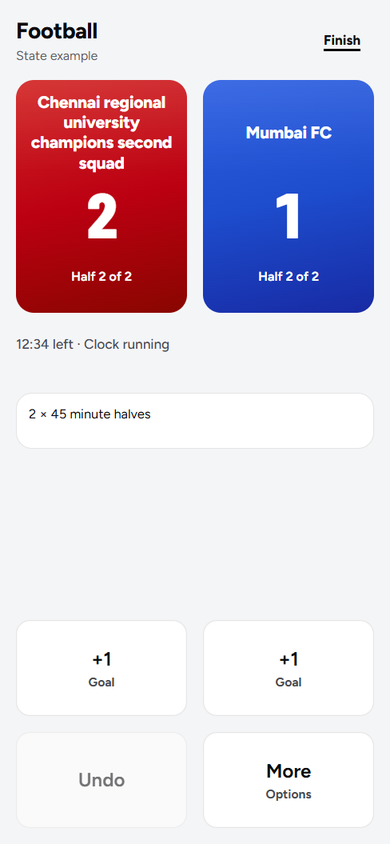 Football
State example
Finish
Chennai regional
university
champions second
squad
2
Half 2 of 2
Mumbai FC
1
Half 2 of 2
12:34 left · Clock running
2 × 45 minute halves
+1
Goal
+1
Goal
Undo
More
Options